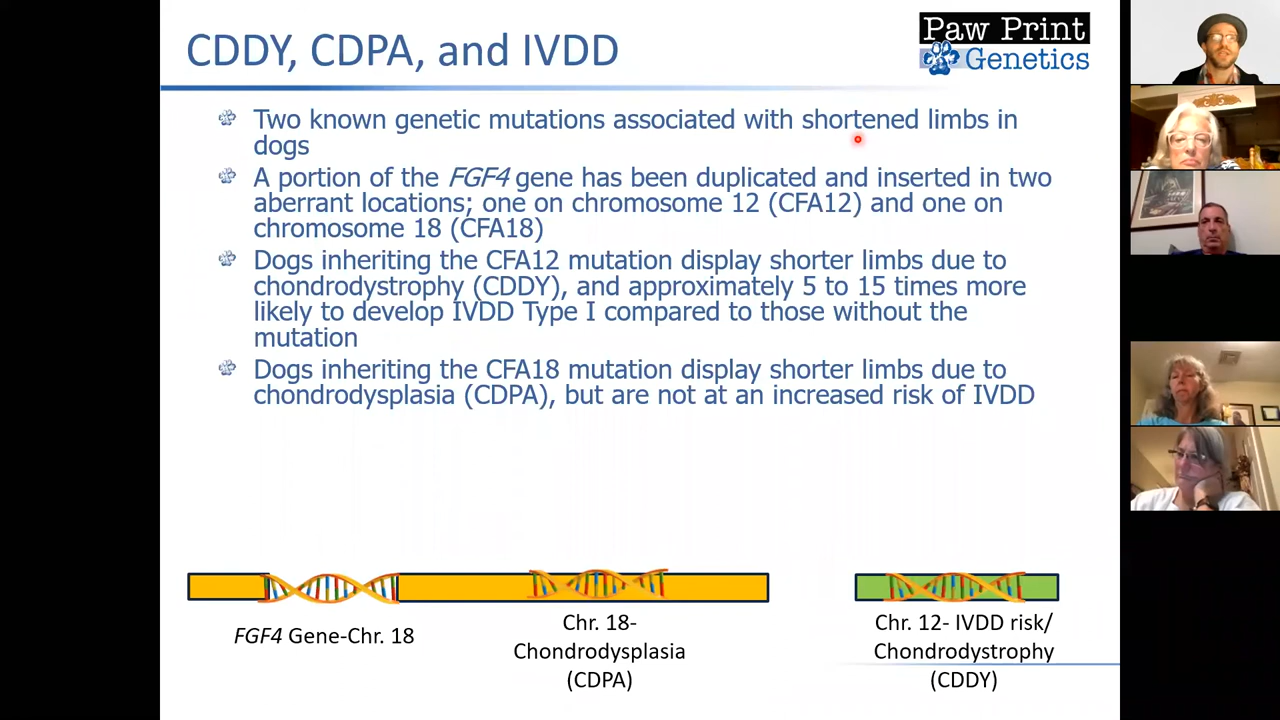 CDDY, CDPA, and IVDD
Paw Print
Genetics
Two known genetic mutations associated with shortened limbs in
dogs
A portion of the FGF4 gene has been duplicated and inserted in two
aberrant locations; one on chromosome 12 (CFA12) and one on
chromosome 18 (CFA18)
Dogs inheriting the CFA12 mutation display shorter limbs due to
chondrodystrophy (CDDY), and approximately 5 to 15 times more
likely to develop IVDD Type I compared to those without the
mutation
Dogs inheriting the CFA18 mutation display shorter limbs due to
chondrodysplasia (CDPA), but are not at an increased risk of IVDD
FGF4 Gene-Chr. 18
Chr. 18-
Chondrodysplasia
(CDPA)
Chr. 12- IVDD risk/
Chondrodystrophy
(CDDY)